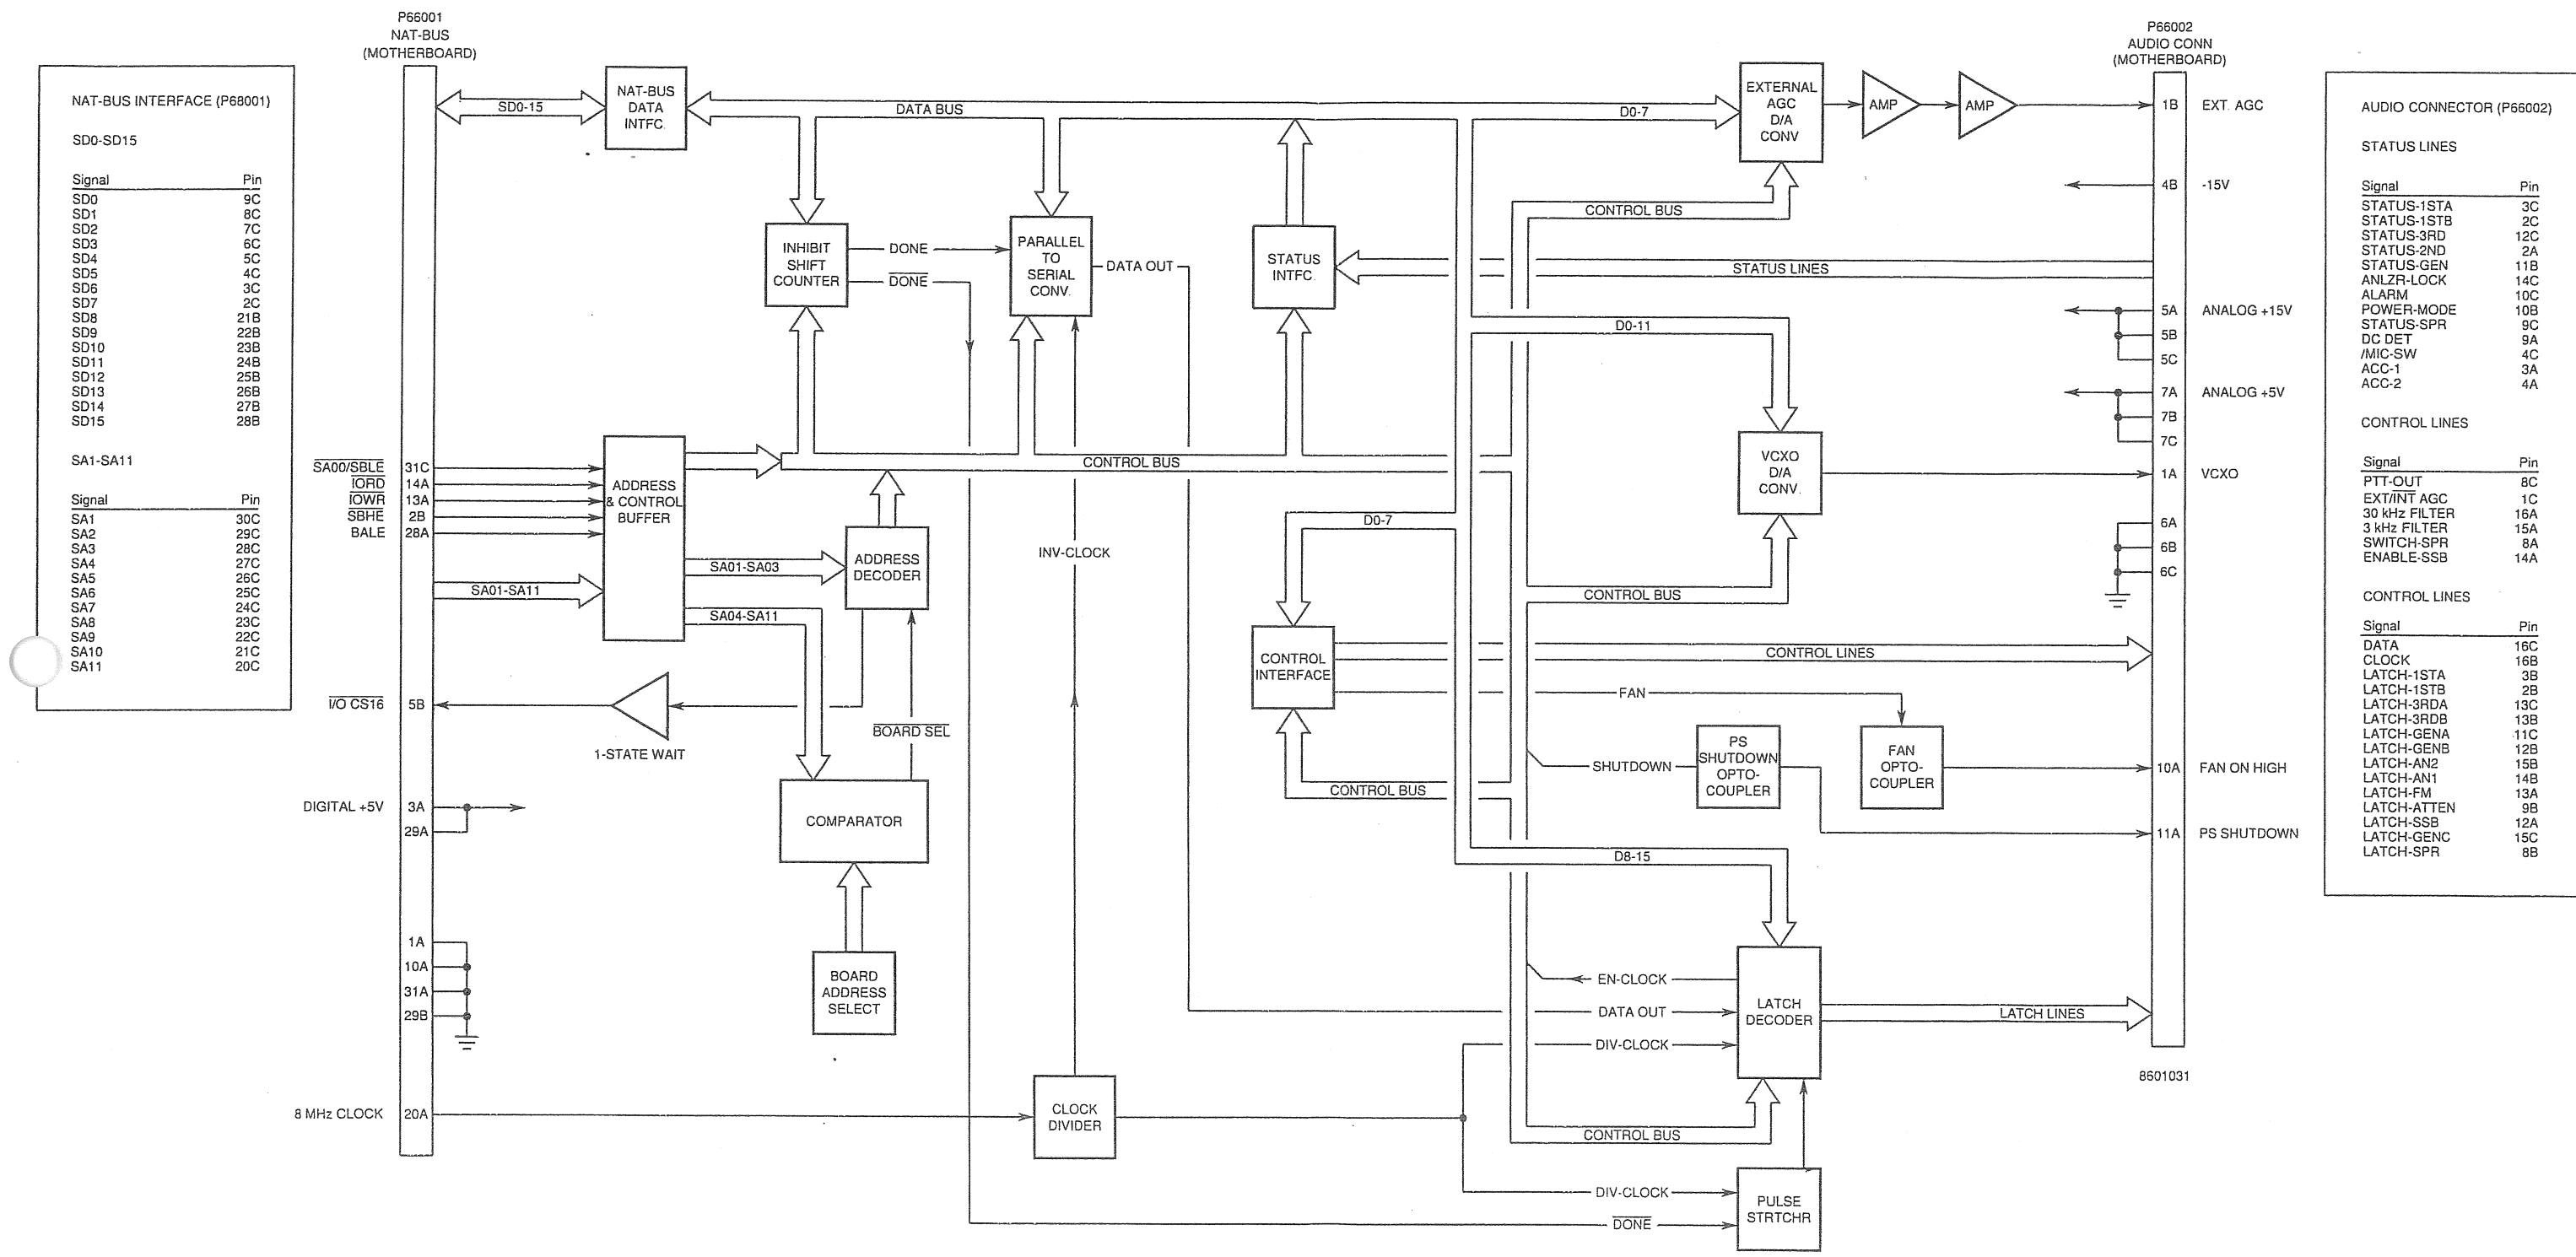 P66001
NAT-BUS
(MOTHERBOARD)
NAT-BUS INTERFACE (P68001)
SD0-SD15
Signal Pin
SD0 9C
SD1 8C
SD2 7C
SD3 6C
SD4 5C
SD5 4C
SD6 3C
SD7 2C
SD8 21B
SD9 22B
SD10 23B
SD11 24B
SD12 25B
SD13 26B
SD14 27B
SD15 28B
SA1-SA11
Signal Pin
SA1 30C
SA2 29C
SA3 28C
SA4 27C
SA5 26C
SA6 25C
SA7 24C
SA8 23C
SA9 22C
SA10 21C
SA11 20C
SA00/SBLE 31C
IORD 14A
IOWR 13A
SBHE 2B
BALE 28A
SA01-SA11
I/O CS16 5B
1-STATE WAIT
DIGITAL +5V 3A
29A
1A
10A
31A
29B
8 MHz CLOCK 20A
SD0-15
NAT-BUS
DATA
INTFC.
DATA BUS
D0-7
INHIBIT
SHIFT
COUNTER
DONE
DONE
PARALLEL
TO
SERIAL
CONV.
DATA OUT
STATUS
INTFC.
STATUS LINES
ADDRESS
& CONTROL
BUFFER
CONTROL BUS
SA01-SA03
SA04-SA11
ADDRESS
DECODER
BOARD SEL
COMPARATOR
BOARD
ADDRESS
SELECT
INV-CLOCK
CLOCK
DIVIDER
EXTERNAL
AGC
D/A
CONV
AMP
AMP
CONTROL BUS
D0-11
VCXO
D/A
CONV.
CONTROL BUS
D0-7
CONTROL
INTERFACE
CONTROL LINES
FAN
CONTROL BUS
SHUTDOWN
PS
SHUTDOWN
OPTO-
COUPLER
FAN
OPTO-
COUPLER
D8-15
EN-CLOCK
DATA OUT
DIV-CLOCK
LATCH
DECODER
LATCH LINES
CONTROL BUS
DIV-CLOCK
DONE
PULSE
STRTCHR
P66002
AUDIO CONN
(MOTHERBOARD)
1B EXT. AGC
4B -15V
5A ANALOG +15V
5B
5C
7A ANALOG +5V
7B
7C
1A VCXO
6A
6B
6C
10A FAN ON HIGH
11A PS SHUTDOWN
8601031
AUDIO CONNECTOR (P66002)
STATUS LINES
Signal Pin
STATUS-1STA 3C
STATUS-1STB 2C
STATUS-3RD 12C
STATUS-2ND 2A
STATUS-GEN 11B
ANLZR-LOCK 14C
ALARM 10C
POWER-MODE 10B
STATUS-SPR 9C
DC DET 9A
/MIC-SW 4C
ACC-1 3A
ACC-2 4A
CONTROL LINES
Signal Pin
PTT-OUT 8C
EXT/INT AGC 1C
30 kHz FILTER 16A
3 kHz FILTER 15A
SWITCH-SPR 8A
ENABLE-SSB 14A
CONTROL LINES
Signal Pin
DATA 16C
CLOCK 16B
LATCH-1STA 3B
LATCH-1STB 2B
LATCH-3RDA 13C
LATCH-3RDB 13B
LATCH-GENA 11C
LATCH-GENB 12B
LATCH-AN2 15B
LATCH-AN1 14B
LATCH-FM 13A
LATCH-ATTEN 9B
LATCH-SSB 12A
LATCH-GENC 15C
LATCH-SPR 8B